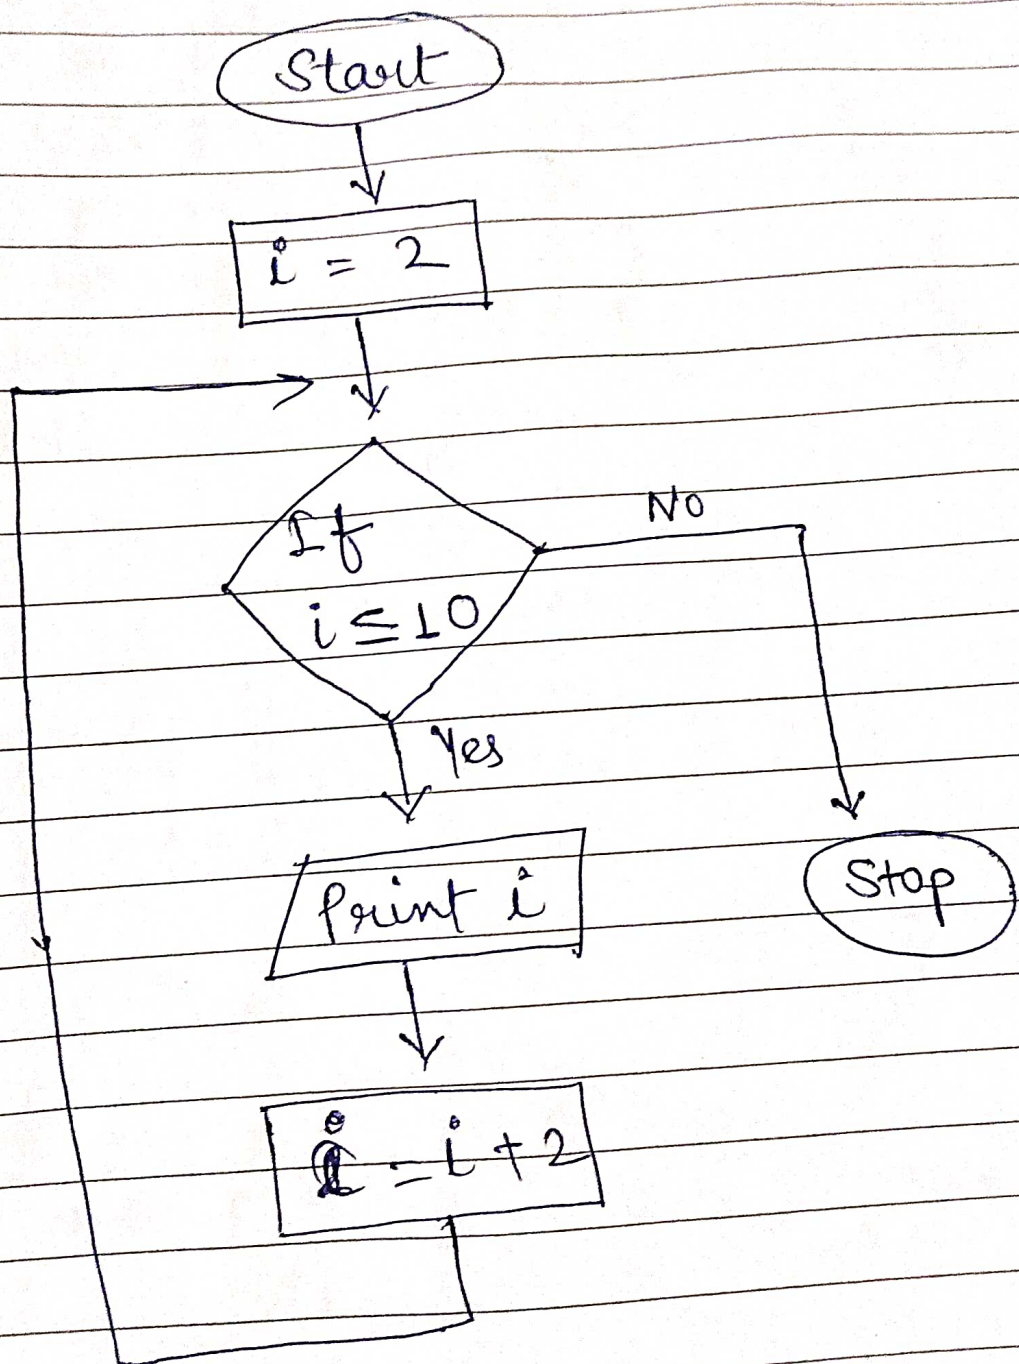 Start
i = 2
If
i ≤ 10
No
Yes
Print i
Stop
i = i + 2